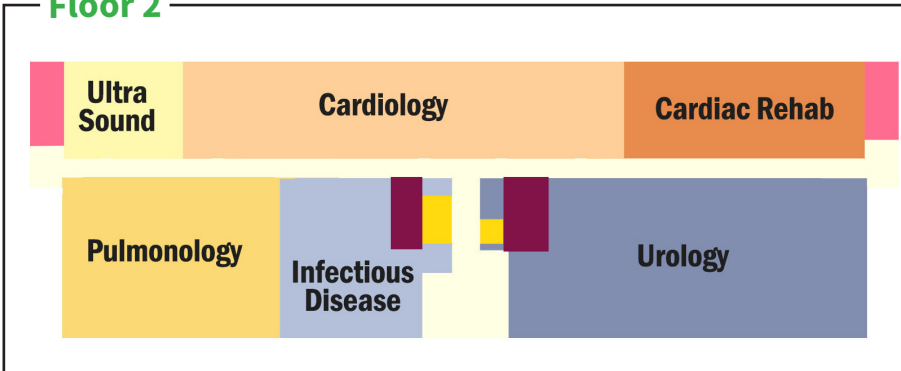 Floor 2
Ultra
Sound
Cardiology
Cardiac Rehab
Pulmonology
Infectious
Disease
Urology